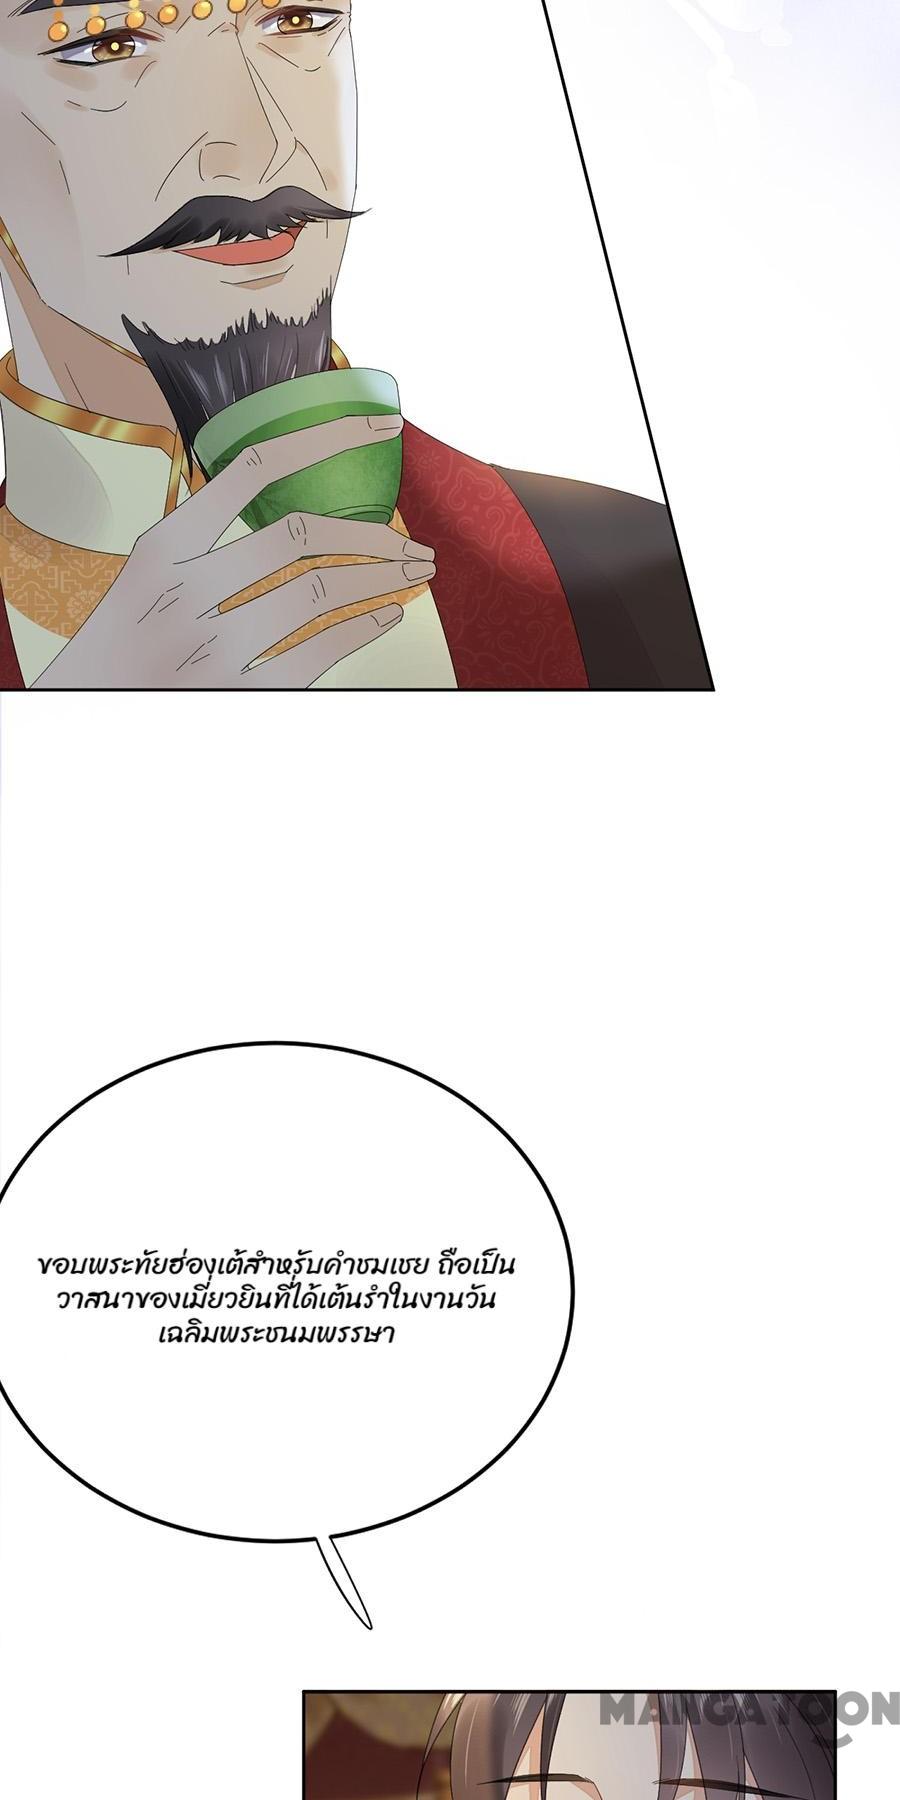 ขอบพระทัยฮ่องเต้สำหรับคำชมเชย ถือเป็น
วาสนาของเมี่ยวยินที่ได้เต้นรำในงานวัน
เฉลิมพระชนมพรรษา
MANGATOON